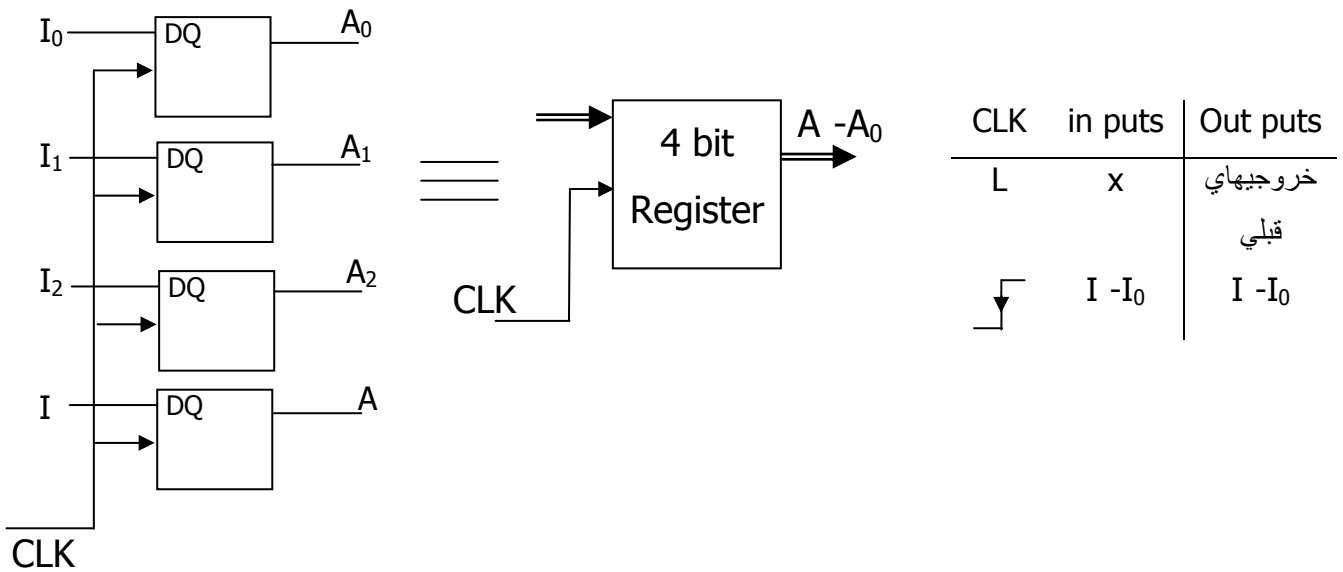 I₀ DQ A₀
I₁ DQ A₁
I₂ DQ A₂
I DQ A
CLK
4 bit
Register
A -A₀
CLK
CLK in puts Out puts
L x خروجيهاي
قبلي
I -I₀ I -I₀